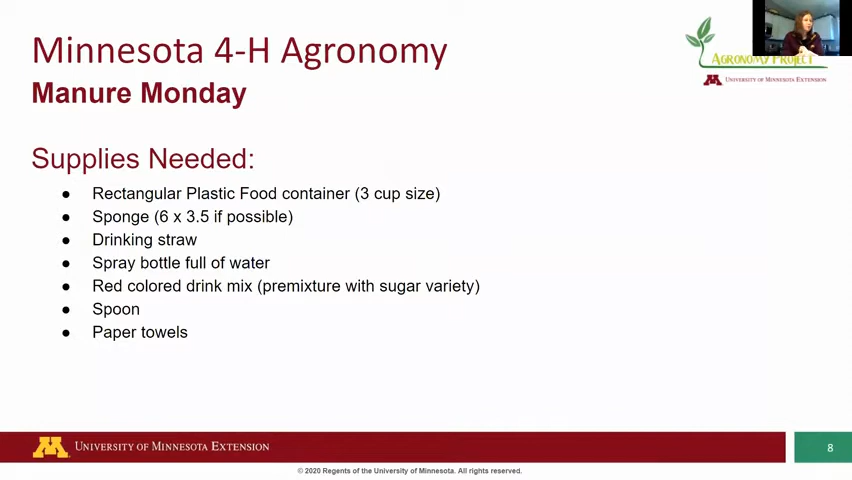 Minnesota 4-H Agronomy
Manure Monday
AGRONOMY PROJECT
UNIVERSITY OF MINNESOTA EXTENSION
Supplies Needed:
● Rectangular Plastic Food container (3 cup size)
● Sponge (6 x 3.5 if possible)
● Drinking straw
● Spray bottle full of water
● Red colored drink mix (premixture with sugar variety)
● Spoon
● Paper towels
UNIVERSITY OF MINNESOTA EXTENSION
8
© 2020 Regents of the University of Minnesota. All rights reserved.